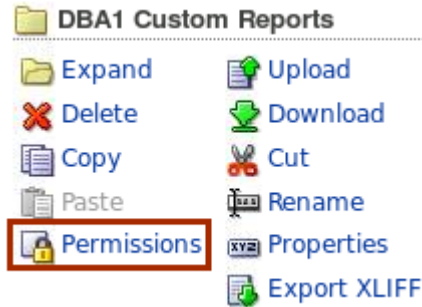 DBA1 Custom Reports
Expand
Upload
Delete
Download
Copy
Cut
Paste
Rename
Permissions
Properties
Export XLIFF